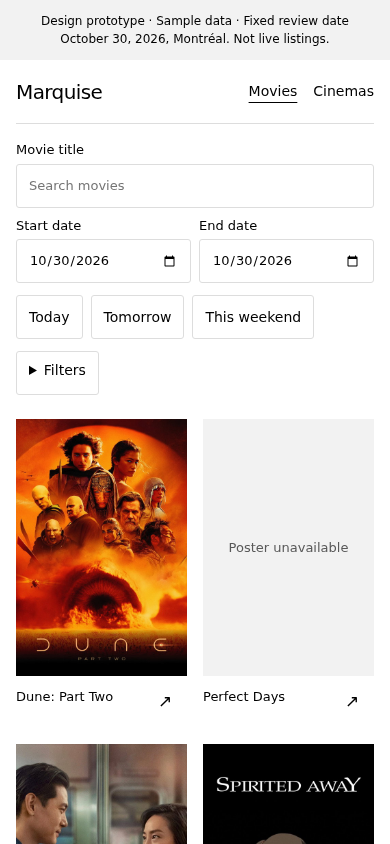 Design prototype · Sample data · Fixed review date
October 30, 2026, Montréal. Not live listings.
Marquise
Movies
Cinemas
Movie title
Search movies
Start date
End date
10/30/2026
10/30/2026
Today
Tomorrow
This weekend
Filters
DUNE
PART TWO
Poster unavailable
Dune: Part Two
Perfect Days
SPIRITED AWAY